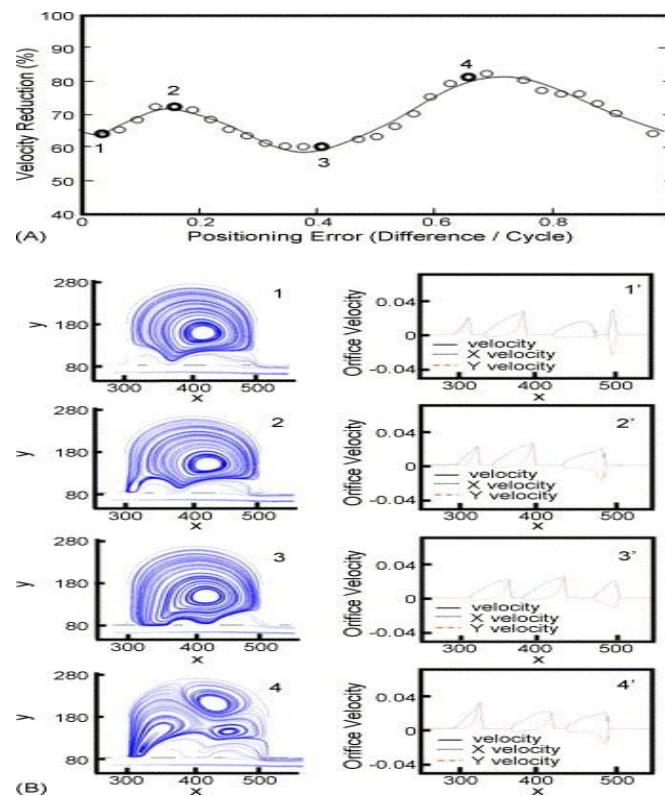 100
80
70
60
50
40
Velocity Reduction (%)
1
2
3
4
0 0.2 0.4 0.6 0.8
(A) Positioning Error (Difference / Cycle)
280
180
80
y
300 400 500
x
1
0.04
0
-0.04
Orifice Velocity
velocity
X velocity
Y velocity
300 400 500
x
1'
280
180
80
y
300 400 500
x
2
0.04
0
-0.04
Orifice Velocity
velocity
X velocity
Y velocity
300 400 500
x
2'
280
180
80
y
300 400 500
x
3
0.04
0
-0.04
Orifice Velocity
velocity
X velocity
Y velocity
300 400 500
x
3'
280
180
80
y
300 400 500
x
4
0.04
0
-0.04
Orifice Velocity
velocity
X velocity
Y velocity
300 400 500
x
4'
(B)